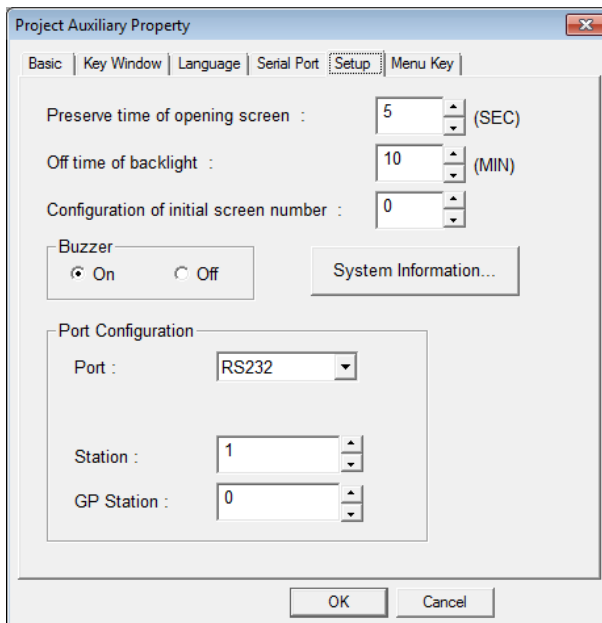 Project Auxiliary Property
Basic Key Window Language Serial Port Setup Menu Key
Preserve time of opening screen : 5 (SEC)
Off time of backlight : 10 (MIN)
Configuration of initial screen number : 0
Buzzer
On Off System Information...
Port Configuration
Port : RS232
Station : 1
GP Station : 0
OK Cancel